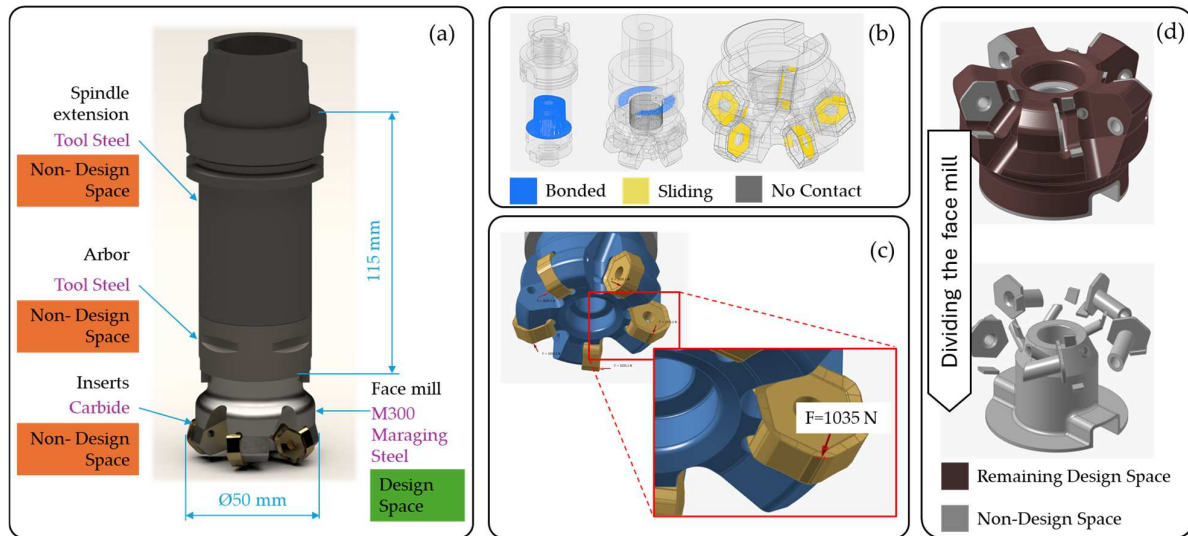 (a)
Spindle
extension
Tool Steel
Non- Design
Space
Arbor
Tool Steel
Non- Design
Space
Inserts
Carbide
Non- Design
Space
115 mm
Ø50 mm
Face mill
M300
Maraging
Steel
Design
Space
(b)
Bonded
Sliding
No Contact
(c)
F=1035 N
(d)
Dividing the face mill
Remaining Design Space
Non-Design Space